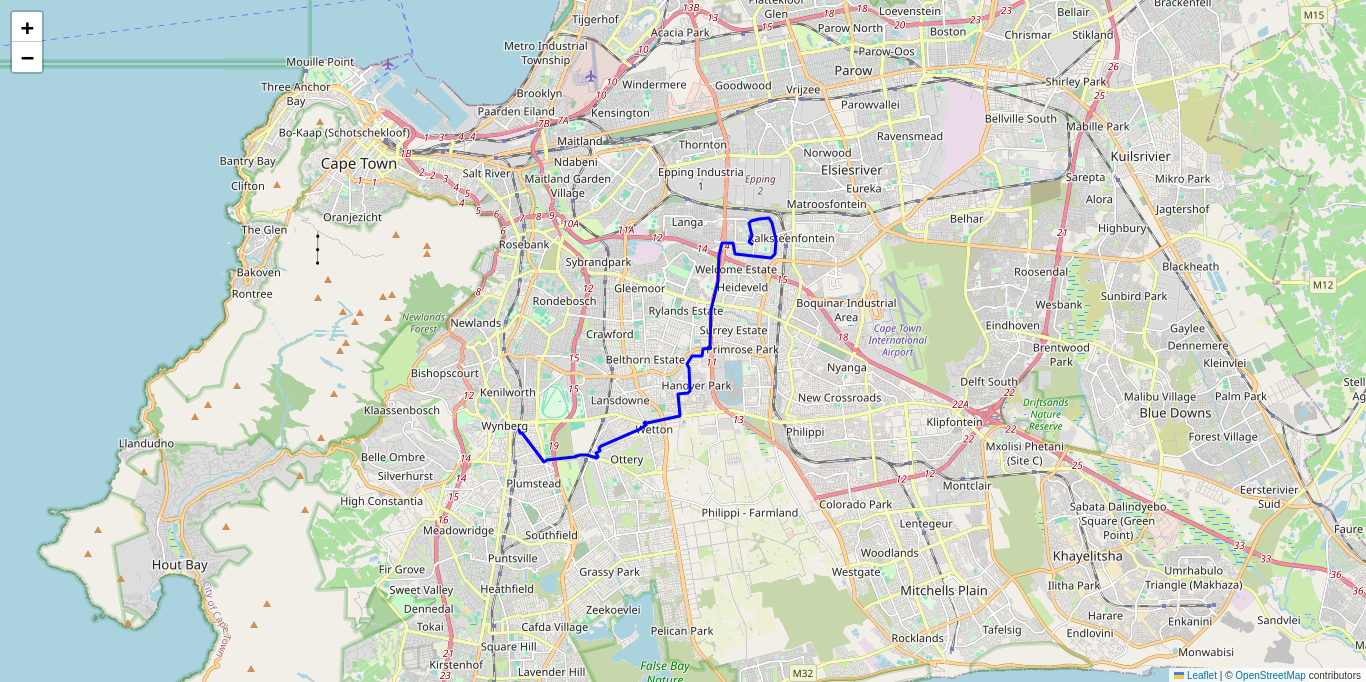 +
−
Tijgerhof
13B
Plattekloof
Glen
Loevenstein
Bellair
Brackenfell
M15
Acacia Park
Parow North
Boston
Chrismar
Stikland
Metro Industrial
Township
Parow-Oos
Mouille Point
Parow
Three Anchor
Bay
Windermere
Goodwood
Vrijzee
Shirley Park
Brooklyn
Paarden Eiland
Kensington
Parowvallei
Bellville South
Mabille Park
Bo-Kaap (Schotschekloof)
Ravensmead
Maitland
Thornton
Norwood
Kuilsrivier
Bantry Bay
Cape Town
Salt River
Ndabeni
Maitland Garden
Village
Epping Industria
1
Epping
2
Elsiesriver
Eureka
Sarepta
Mikro Park
Clifton
Matroosfontein
Alora
Jagtershof
Oranjezicht
Langa
Belhar
Highbury
The Glen
Rosebank
Kalksteenfontein
Sybrandpark
Welcome Estate
Roosendal
Blackheath
Bakoven
Rontree
Gleemoor
Heideveld
M12
Rondebosch
Boquinar Industrial
Area
Wesbank
Sunbird Park
Newlands
Forest
Newlands
Rylands Estate
Surrey Estate
Crawford
Cape Town
International
Airport
Eindhoven
Gaylee
Dennemere
Primrose Park
Brentwood
Park
Kleinvlei
Belthorn Estate
Bishopscourt
Nyanga
Delft South
Hanover Park
Kenilworth
Lansdowne
New Crossroads
Malibu Village
Palm Park
Driftsands
Nature
Reserve
Blue Downs
Klaassenbosch
Klipfontein
Wynberg
Wetton
Philippi
Forest Village
Llandudno
Mxolisi Phetani
(Site C)
Belle Ombre
Ottery
Silverhurst
Plumstead
Montclair
Eersterivier
Suid
High Constantia
Colorado Park
Sabata Dalindyebo
Square (Green
Point)
Philippi - Farmland
Meadowridge
Lentegeur
Faure
Southfield
Puntsville
Woodlands
Khayelitsha
Hout Bay
Fir Grove
Grassy Park
Westgate
Umrhabulo
Triangle (Makhaza)
Sweet Valley
Heathfield
Mitchells Plain
Ilitha Park
Dennedal
Zeekoevlei
Harare
City of Cape Town
Tokai
Cafda Village
Pelican Park
Tafelsig
Enkanini
Sandvlei
Rocklands
Endlovini
Square Hill
Monwabisi
Kirstenhof
Lavender Hill
False Bay
Nature
M32
Leaflet | © OpenStreetMap contributors